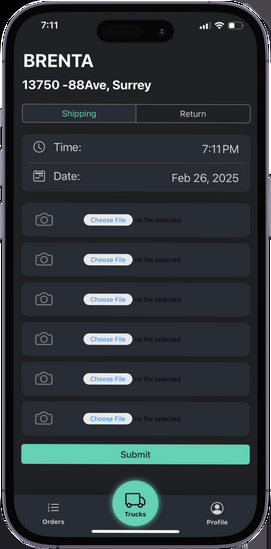 7:11
BRENTA
13750 -88Ave, Surrey
Shipping Return
Time: 7:11 PM
Date: Feb 26, 2025
Choose File no file selected
Choose File no file selected
Choose File no file selected
Choose File no file selected
Choose File no file selected
Choose File no file selected
Submit
Orders Trucks Profile